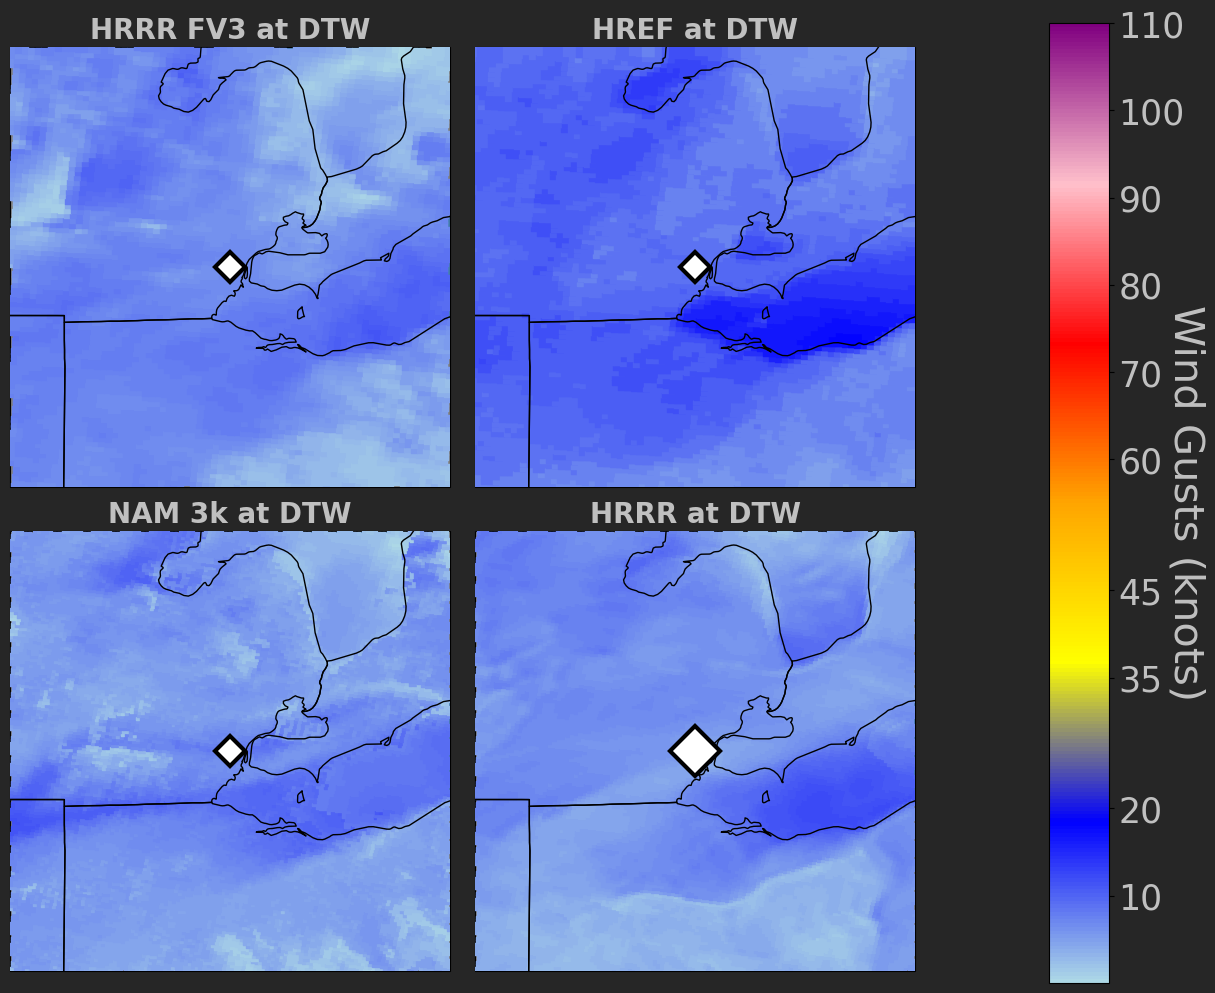 HRRR FV3 at DTW
HREF at DTW
NAM 3k at DTW
HRRR at DTW
110
100
90
80
70
60
45
35
20
10
Wind Gusts (knots)